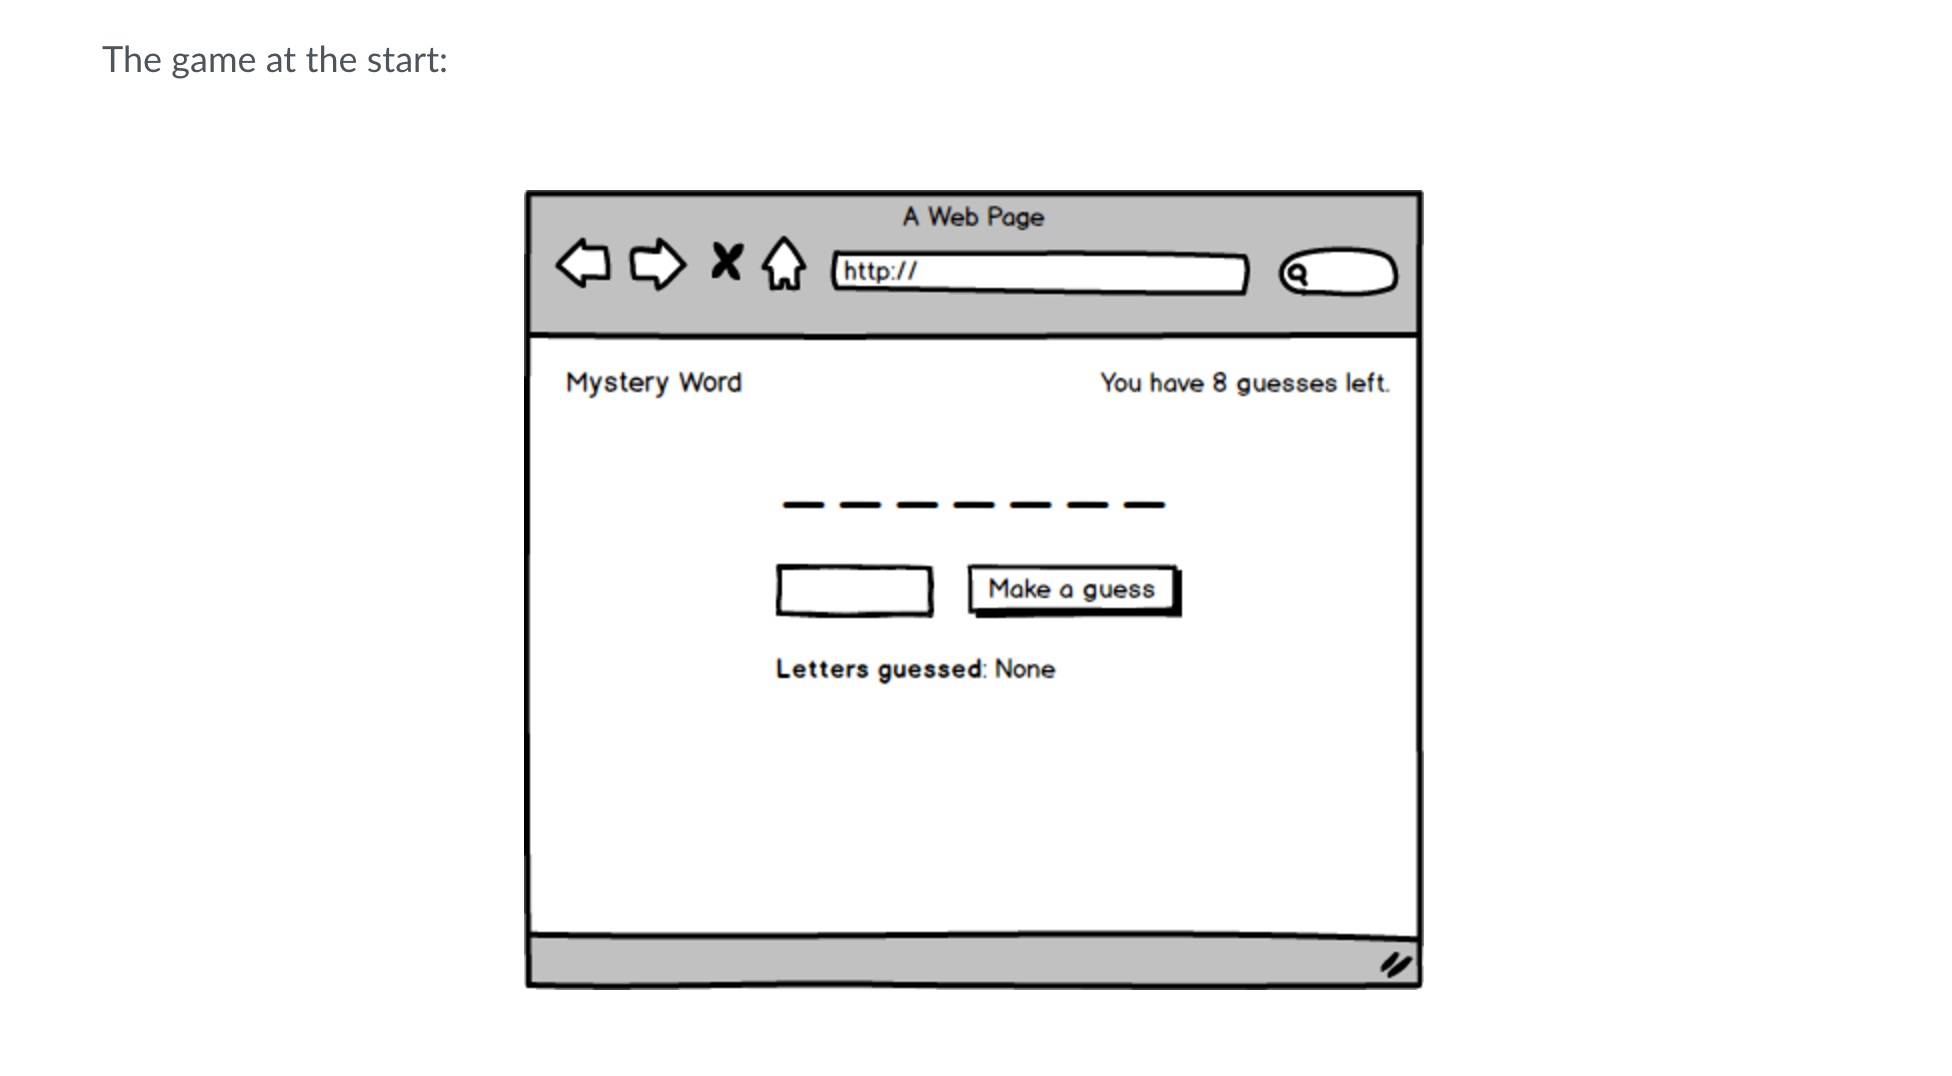 The game at the start:
A Web Page
http://
Mystery Word
You have 8 guesses left.
Make a guess
Letters guessed: None